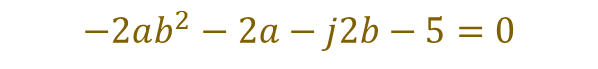 −2ab² − 2a − j2b − 5 = 0